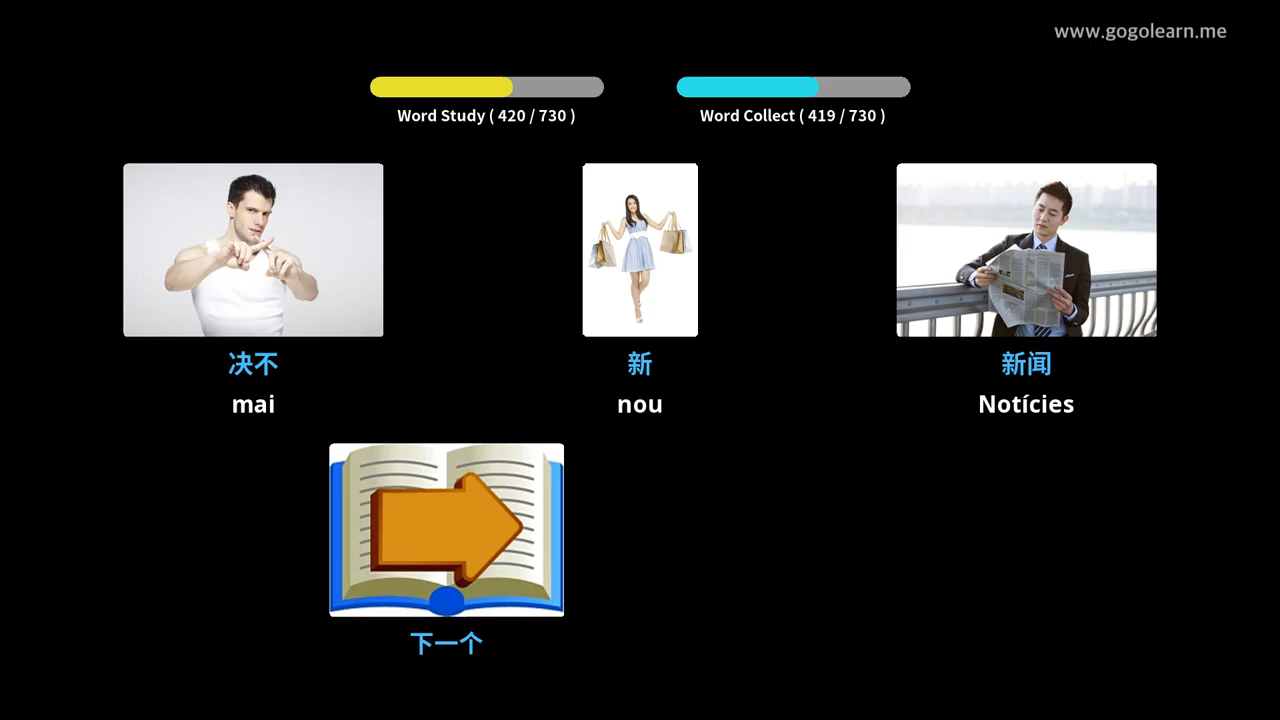 www.gogolearn.me
Word Study ( 420 / 730 )
Word Collect ( 419 / 730 )
决不
新
新闻
mai
nou
Notícies
下一个